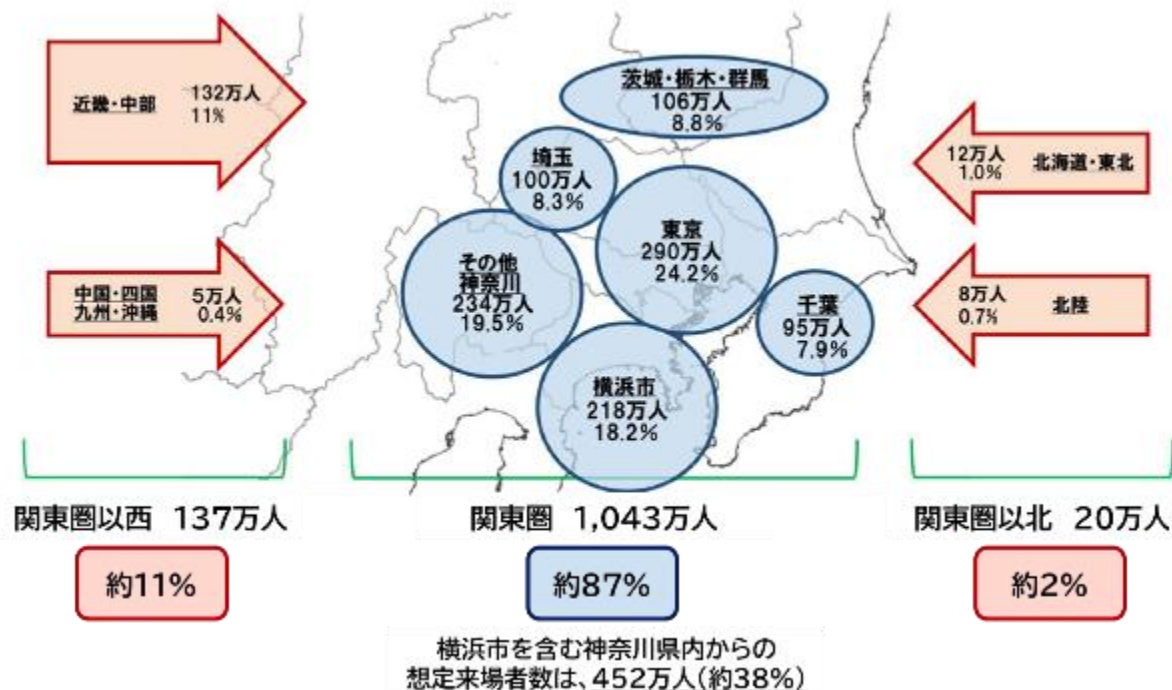 近畿・中部 132万人
11%
茨城・栃木・群馬
106万人
8.8%
埼玉
100万人
8.3%
12万人 北海道・東北
1.0%
東京
290万人
24.2%
その他
神奈川
234万人
19.5%
中国・四国 5万人
九州・沖縄 0.4%
千葉
95万人
7.9%
8万人 北陸
0.7%
横浜市
218万人
18.2%
関東圏以西 137万人
関東圏 1,043万人
関東圏以北 20万人
約11%
約87%
約2%
横浜市を含む神奈川県内からの
想定来場者数は、452万人(約38%)